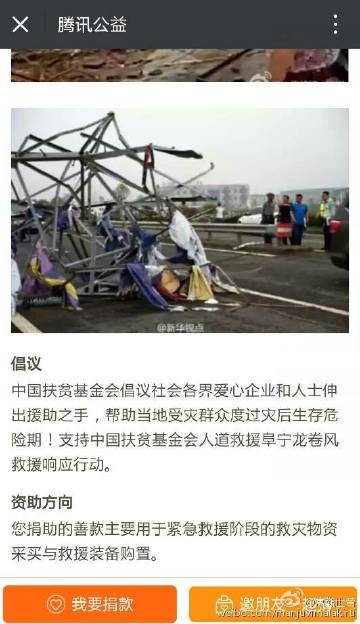 腾讯公益
@新华视点
倡议
中国扶贫基金会倡议社会各界爱心企业和人士伸
出援助之手，帮助当地受灾群众度过灾后生存危
险期！支持中国扶贫基金会人道救援阜宁龙卷风
救援响应行动。
资助方向
您捐助的善款主要用于紧急救援阶段的救灾物资
采买与救援装备购置。
我要捐款
邀朋友一起捐